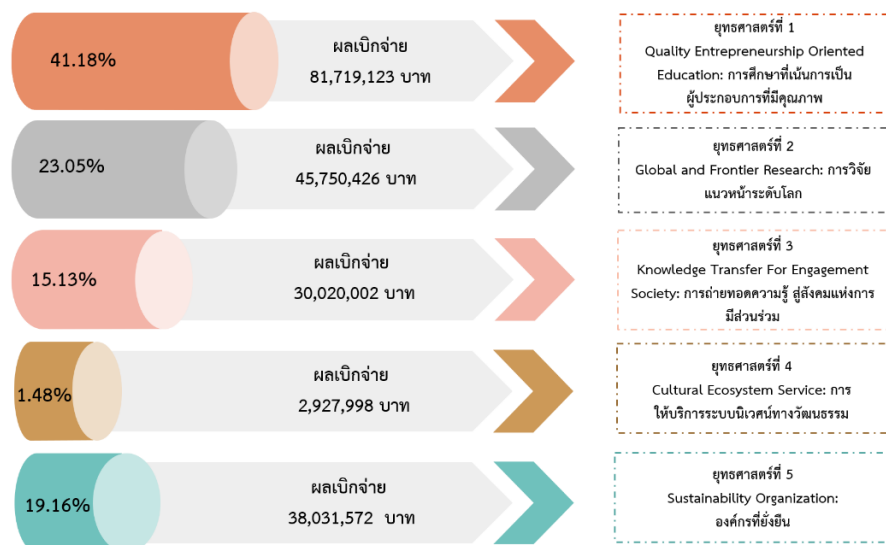 41.18%
ผลเบิกจ่าย
81,719,123 บาท
ยุทธศาสตร์ที่ 1
Quality Entrepreneurship Oriented
Education: การศึกษาที่เน้นการเป็น
ผู้ประกอบการที่มีคุณภาพ
23.05%
ผลเบิกจ่าย
45,750,426 บาท
ยุทธศาสตร์ที่ 2
Global and Frontier Research: การวิจัย
แนวหน้าระดับโลก
15.13%
ผลเบิกจ่าย
30,020,002 บาท
ยุทธศาสตร์ที่ 3
Knowledge Transfer For Engagement
Society: การถ่ายทอดความรู้ สู่สังคมแห่งการ
มีส่วนร่วม
1.48%
ผลเบิกจ่าย
2,927,998 บาท
ยุทธศาสตร์ที่ 4
Cultural Ecosystem Service: การ
ให้บริการระบบนิเวศน์ทางวัฒนธรรม
19.16%
ผลเบิกจ่าย
38,031,572 บาท
ยุทธศาสตร์ที่ 5
Sustainability Organization:
องค์กรที่ยั่งยืน